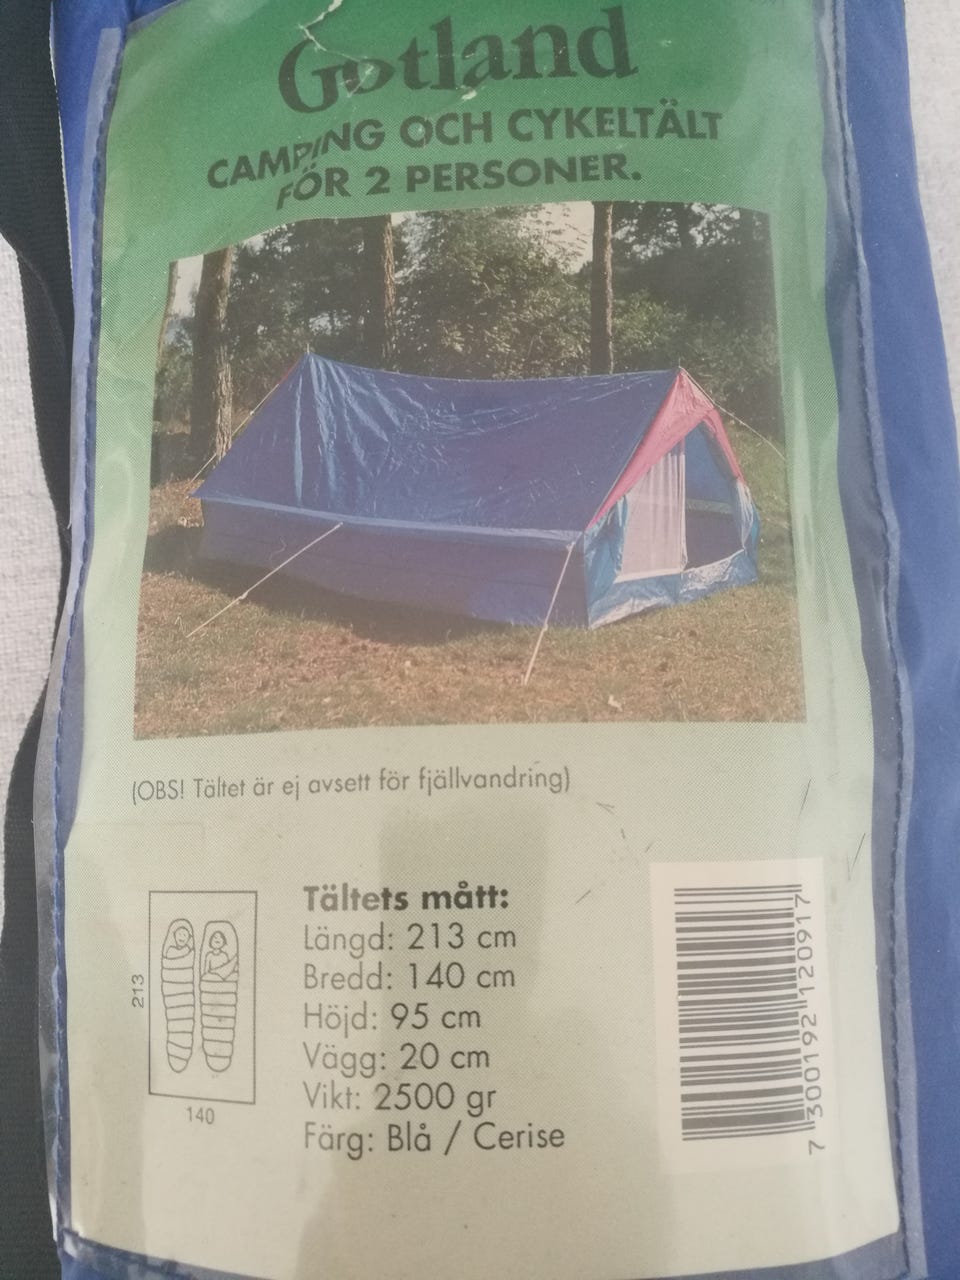 Gotland
CAMPING OCH CYKELTÄLT
FÖR 2 PERSONER.
(OBS! Tältet är ej avsett för fjällvandring)
213
140
Tältets mått:
Längd: 213 cm
Bredd: 140 cm
Höjd: 95 cm
Vägg: 20 cm
Vikt: 2500 gr
Färg: Blå / Cerise
7 300192 120917